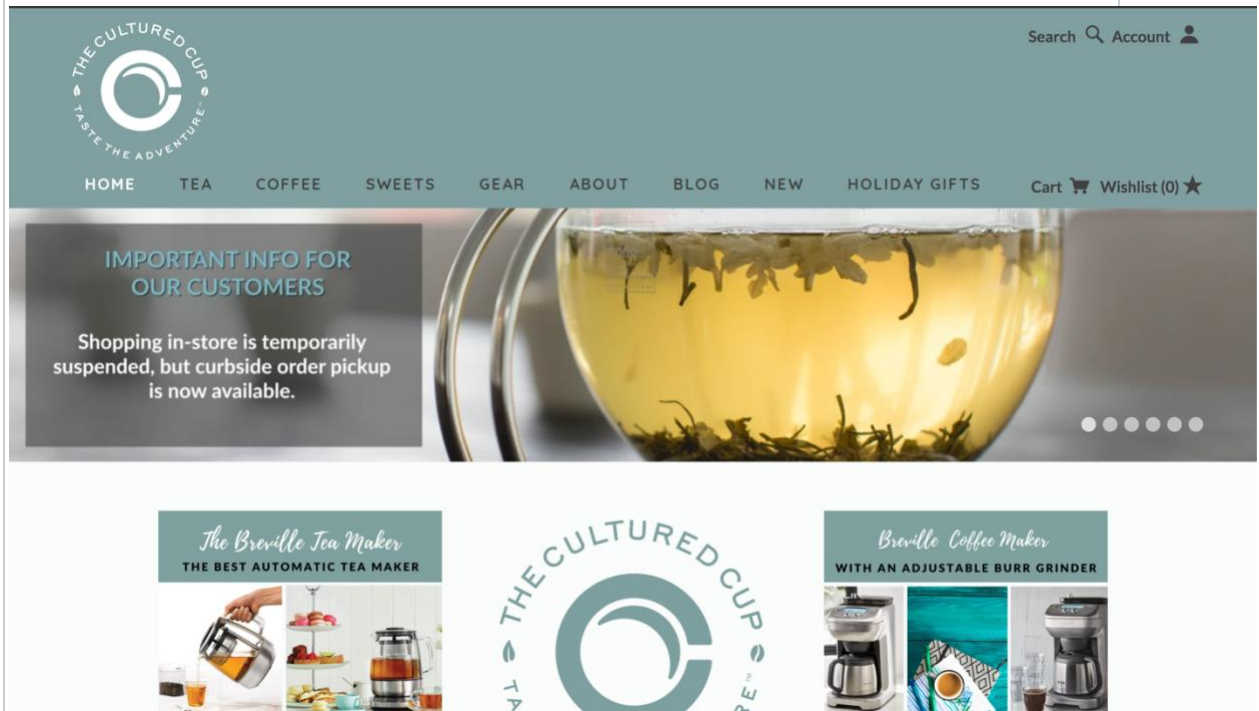 THE CULTURED CUP
TASTE THE ADVENTURE™
Search Account
HOME TEA COFFEE SWEETS GEAR ABOUT BLOG NEW HOLIDAY GIFTS Cart Wishlist (0)
IMPORTANT INFO FOR
OUR CUSTOMERS
Shopping in-store is temporarily
suspended, but curbside order pickup
is now available.
The Breville Tea Maker
THE BEST AUTOMATIC TEA MAKER
THE CULTURED CUP
Breville Coffee Maker
WITH AN ADJUSTABLE BURR GRINDER